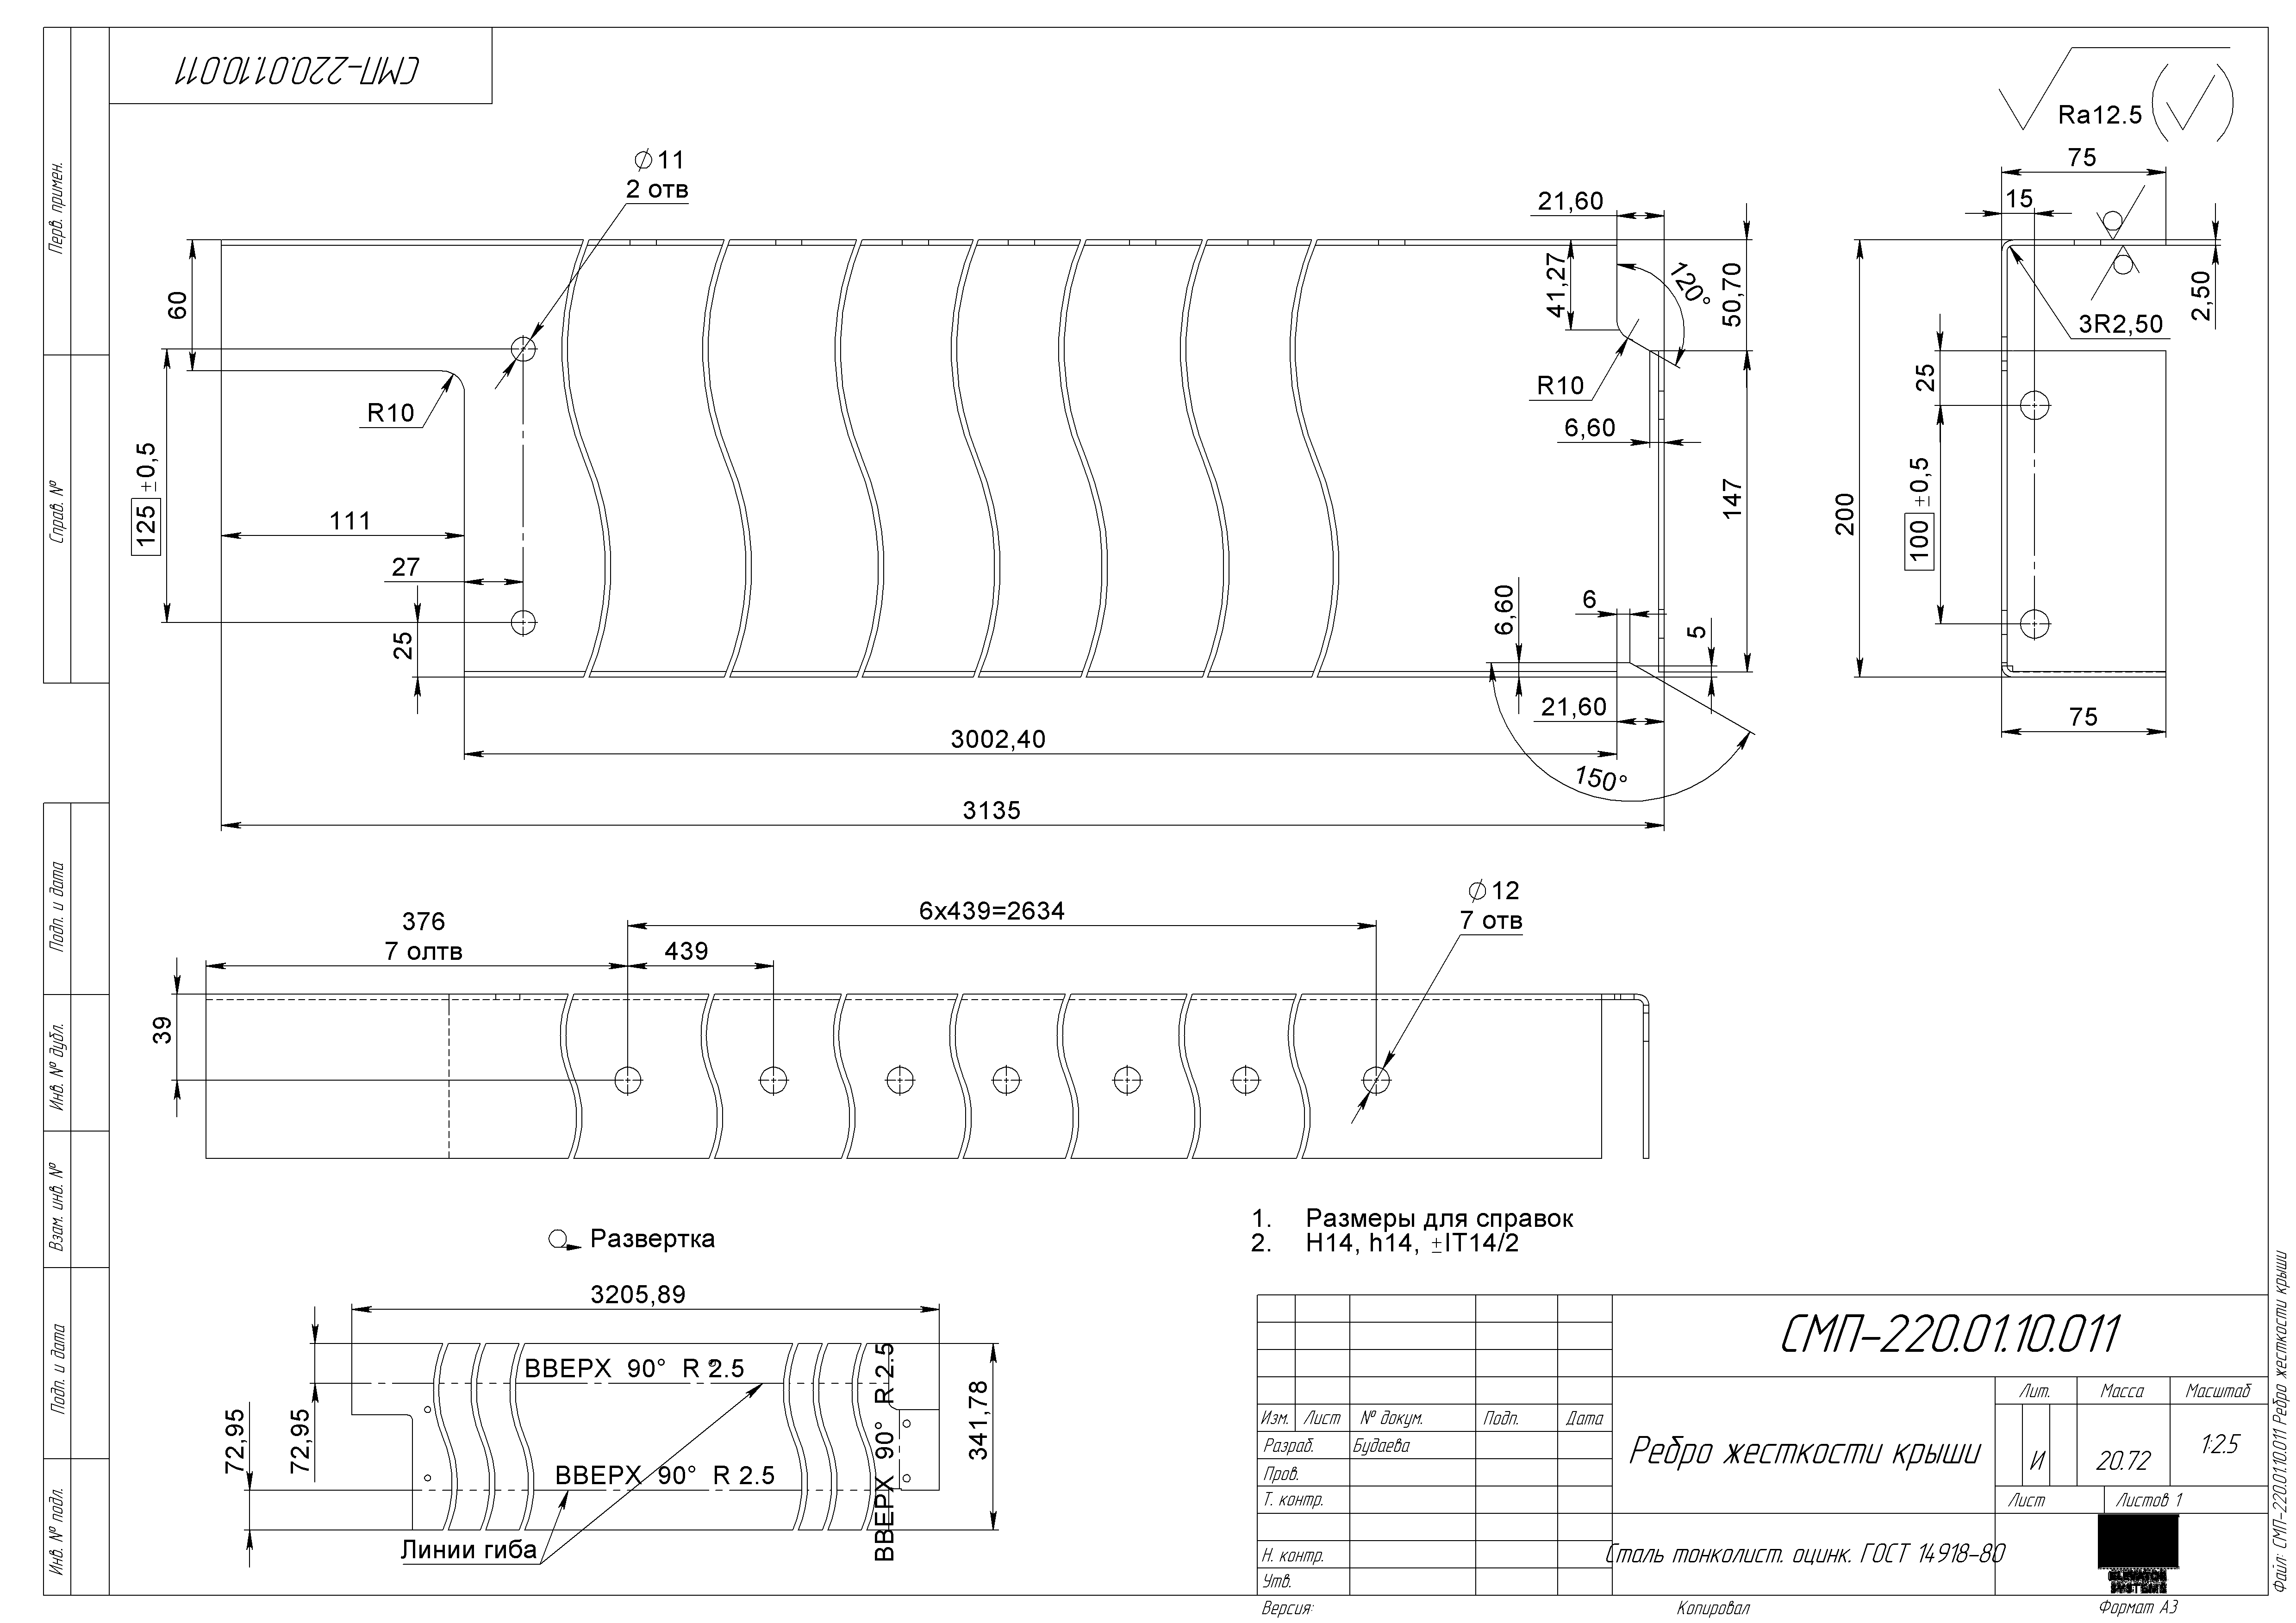 СМП-220.01.10.011
Перв. примен.
Справ. №
Подп. и дата
Инв. № дубл.
Взам. инв. №
Подп. и дата
Инв. № подл.
Ra12.5
∅11
2 отв
60
R10
125 ±0,5
111
27
25
21,60
41,27
120°
50,70
R10
6,60
147
6,60
6
5
21,60
3002,40
150°
3135
75
15
2,50
3R2,50
25
200
100 ±0,5
75
376
7 олтв
6x439=2634
439
∅12
7 отв
39
Развертка
3205,89
ВВЕРХ 90° R 2.5
ВВЕРХ 90° R 2.5
ВВЕРХ 90° R 2.5
72,95
72,95
341,78
Линии гиба
1. Размеры для справок
2. H14, h14, ±IT14/2
СМП-220.01.10.011
Изм. Лист № докум. Подп. Дата
Разраб. Будаева
Пров.
Т. контр.
Н. контр.
Утв.
Ребро жесткости крыши
Лит. Масса Масштаб
И 20.72 1:2.5
Лист Листов 1
Сталь тонколист. оцинк. ГОСТ 14918-80
ELEVATOR
SYSTEMS
Версия: Копировал Формат А3
Файл: СМП-220.01.10.011 Ребро жесткости крыши